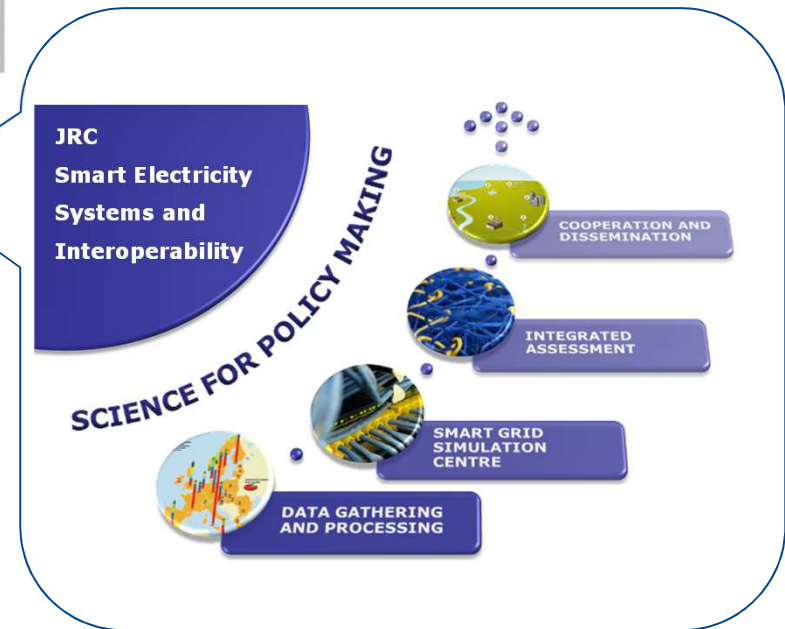 JRC
Smart Electricity
Systems and
Interoperability
SCIENCE FOR POLICY MAKING
COOPERATION AND
DISSEMINATION
INTEGRATED
ASSESSMENT
SMART GRID
SIMULATION
CENTRE
DATA GATHERING
AND PROCESSING